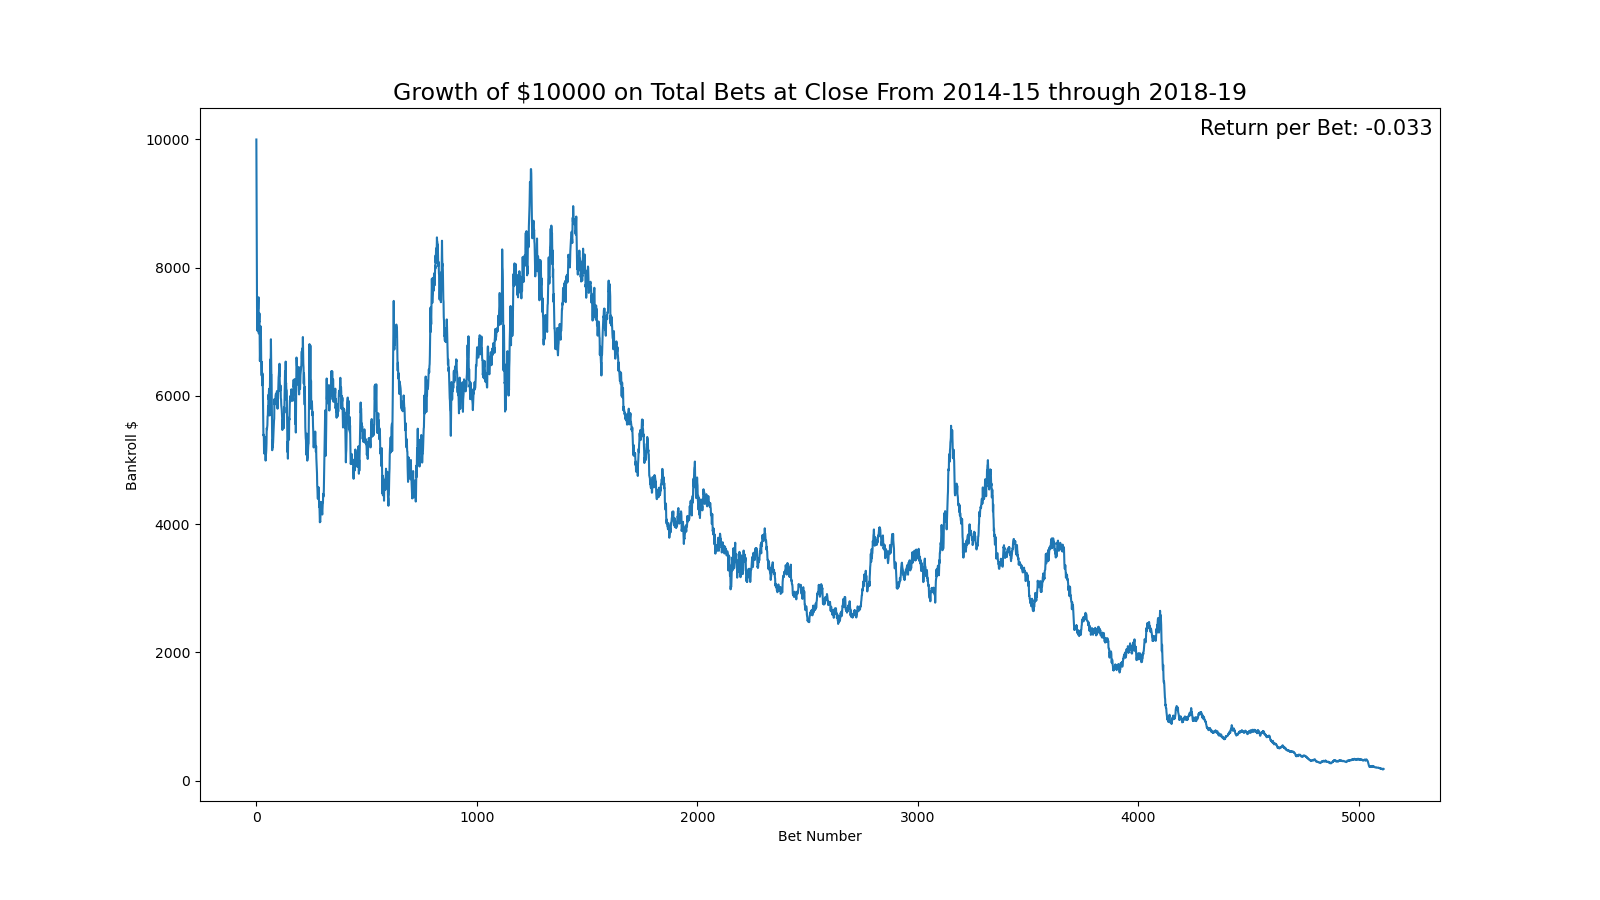 Growth of $10000 on Total Bets at Close From 2014-15 through 2018-19
Return per Bet: -0.033
10000
8000
6000
4000
2000
0
Bankroll $
0 1000 2000 3000 4000 5000
Bet Number